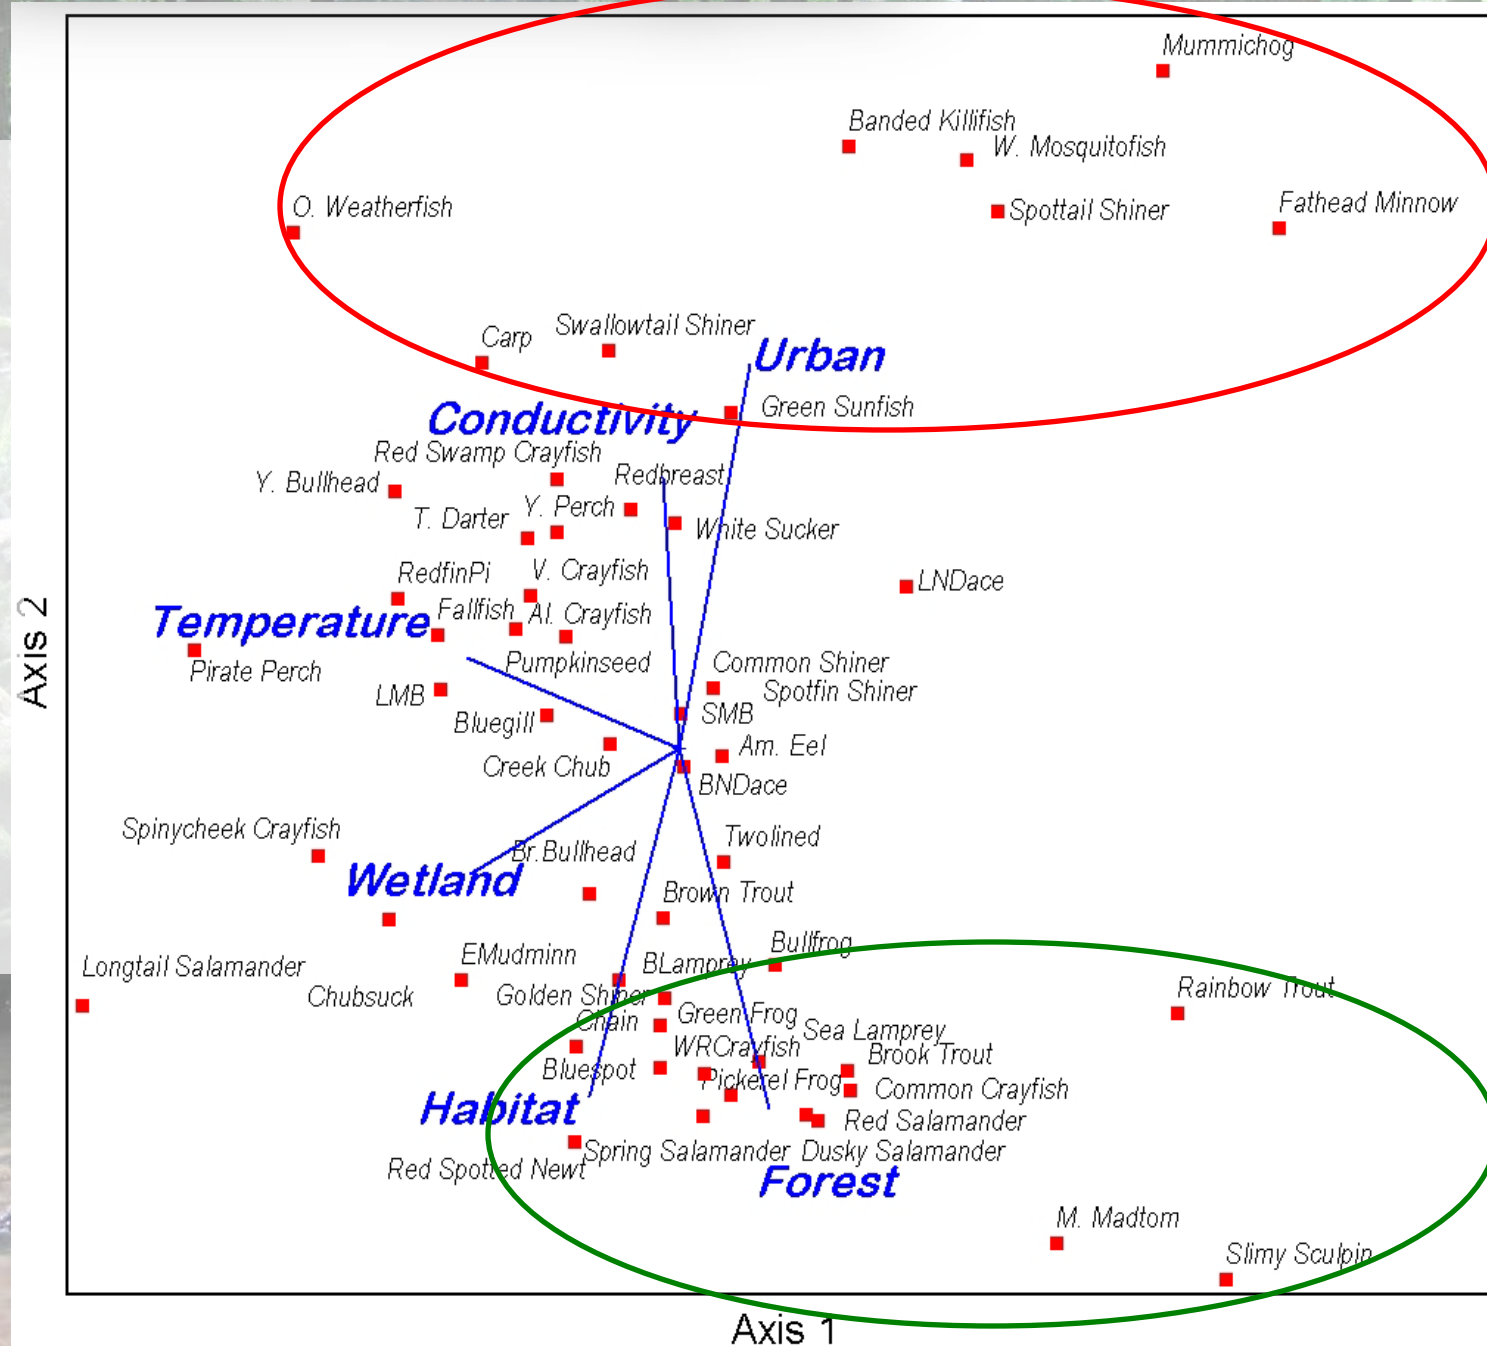 Mummichog
Banded Killifish
W. Mosquitofish
O. Weatherfish
Spottail Shiner
Fathead Minnow
Carp
Swallowtail Shiner
Urban
Conductivity
Green Sunfish
Red Swamp Crayfish
Redbreast
Y. Bullhead
T. Darter
Y. Perch
White Sucker
RedfinPi
V. Crayfish
LNDace
Temperature
Fallfish
Al. Crayfish
Pirate Perch
Pumpkinseed
Common Shiner
LMB
Spotfin Shiner
Bluegill
SMB
Creek Chub
Am. Eel
BNDace
Spinycheek Crayfish
Twolined
Br.Bullhead
Wetland
Brown Trout
Bullfrog
Longtail Salamander
EMudminn
BLamprey
Chubsuck
Golden Shiner
Rainbow Trout
Chain
Green Frog
Sea Lamprey
WRCrayfish
Brook Trout
Bluespot
Pickerel Frog
Common Crayfish
Habitat
Red Salamander
Red Spotted Newt
Spring Salamander
Dusky Salamander
Forest
M. Madtom
Slimy Sculpin
Axis 1
Axis 2